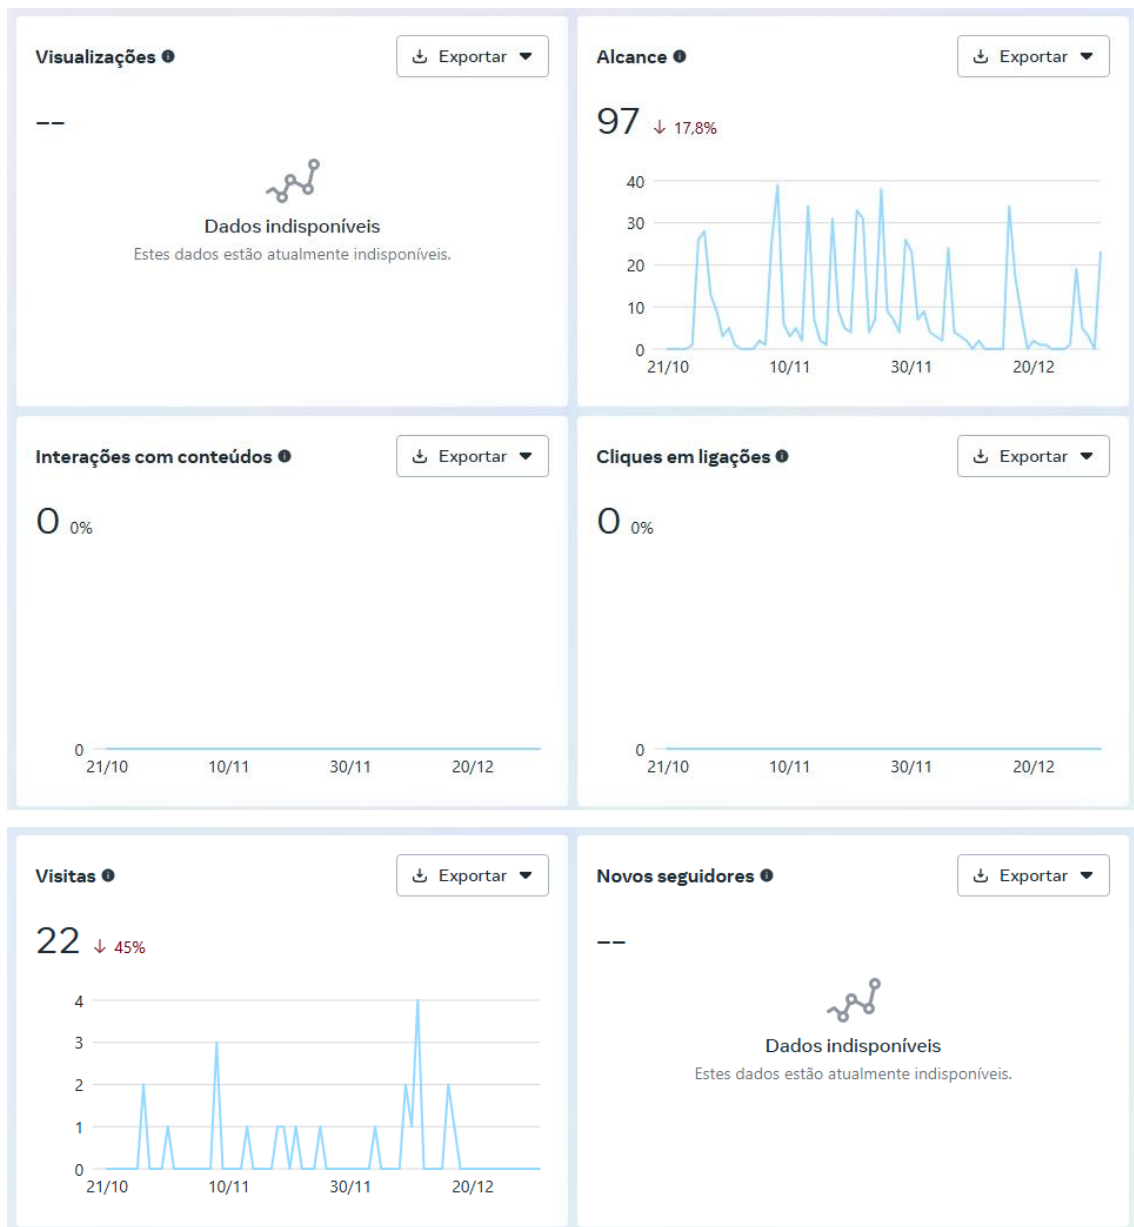 Visualizações
Exportar
--
Dados indisponíveis
Estes dados estão atualmente indisponíveis.
Alcance
Exportar
97 ↓ 17,8%
40
30
20
10
0
21/10 10/11 30/11 20/12
Interações com conteúdos
Exportar
0 0%
0
21/10 10/11 30/11 20/12
Cliques em ligações
Exportar
0 0%
0
21/10 10/11 30/11 20/12
Visitas
Exportar
22 ↓ 45%
4
3
2
1
0
21/10 10/11 30/11 20/12
Novos seguidores
Exportar
--
Dados indisponíveis
Estes dados estão atualmente indisponíveis.